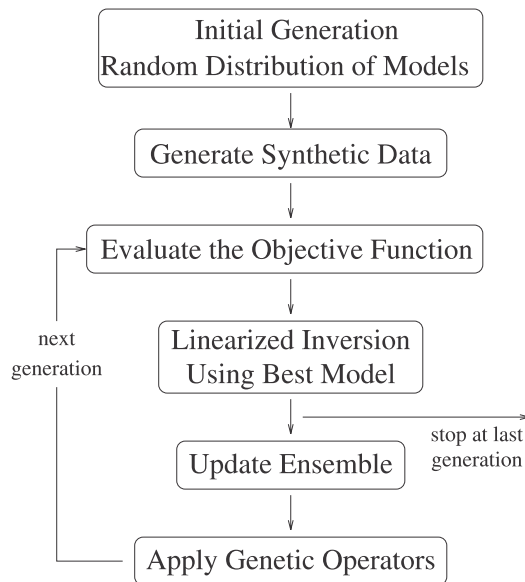 Initial Generation
Random Distribution of Models
Generate Synthetic Data
Evaluate the Objective Function
next
generation
Linearized Inversion
Using Best Model
stop at last
generation
Update Ensemble
Apply Genetic Operators